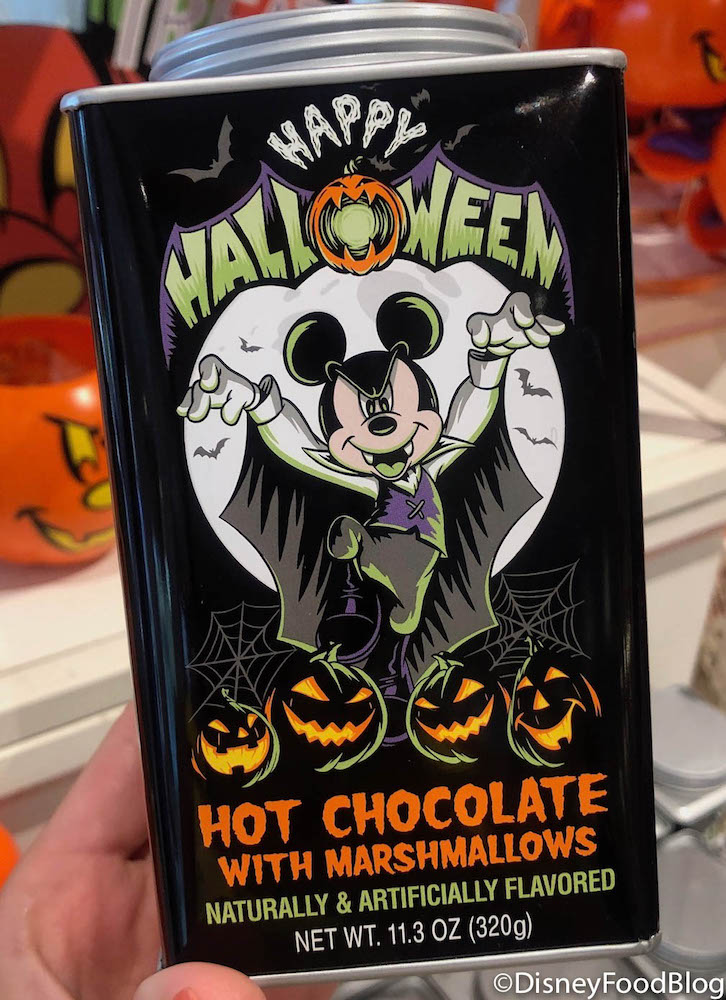 HAPPY
HALLOWEEN
HOT CHOCOLATE
WITH MARSHMALLOWS
NATURALLY & ARTIFICIALLY FLAVORED
NET WT. 11.3 OZ (320g)
©DisneyFoodBlog